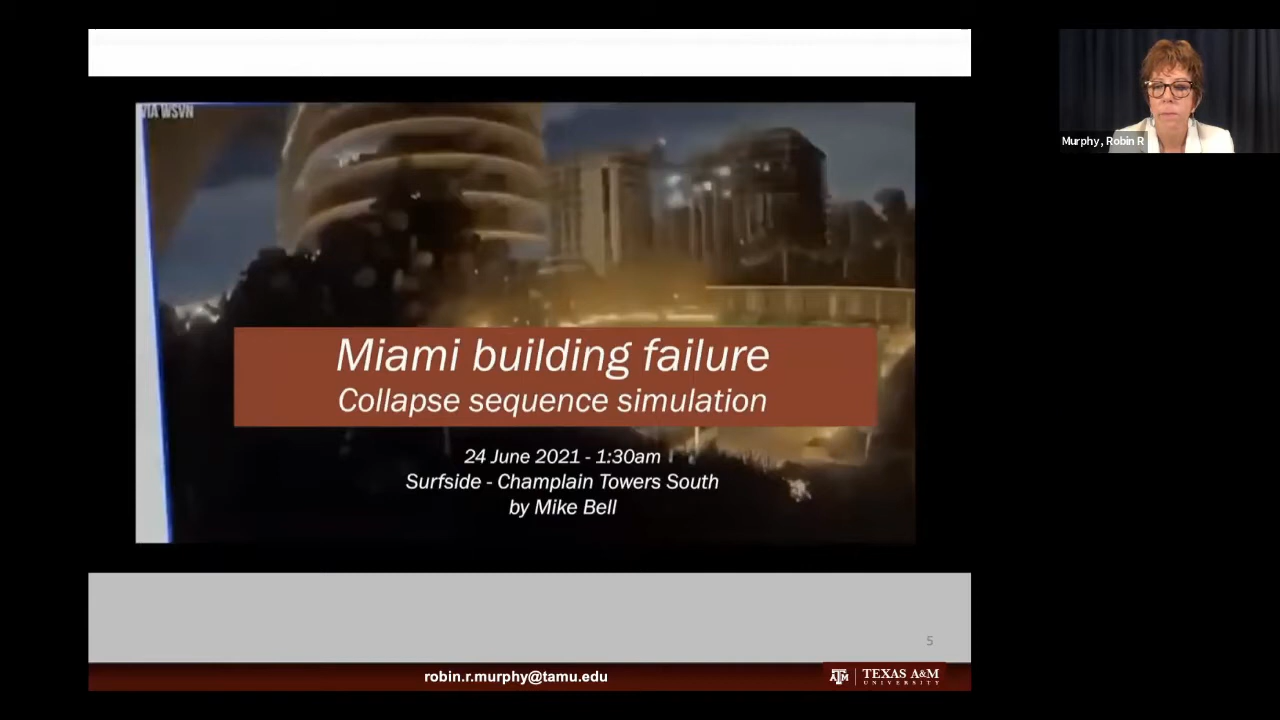 VIA WSVN
Murphy, Robin R
Miami building failure
Collapse sequence simulation
24 June 2021 - 1:30am
Surfside - Champlain Towers South
by Mike Bell
5
robin.r.murphy@tamu.edu
ATM
TEXAS A&M
UNIVERSITY